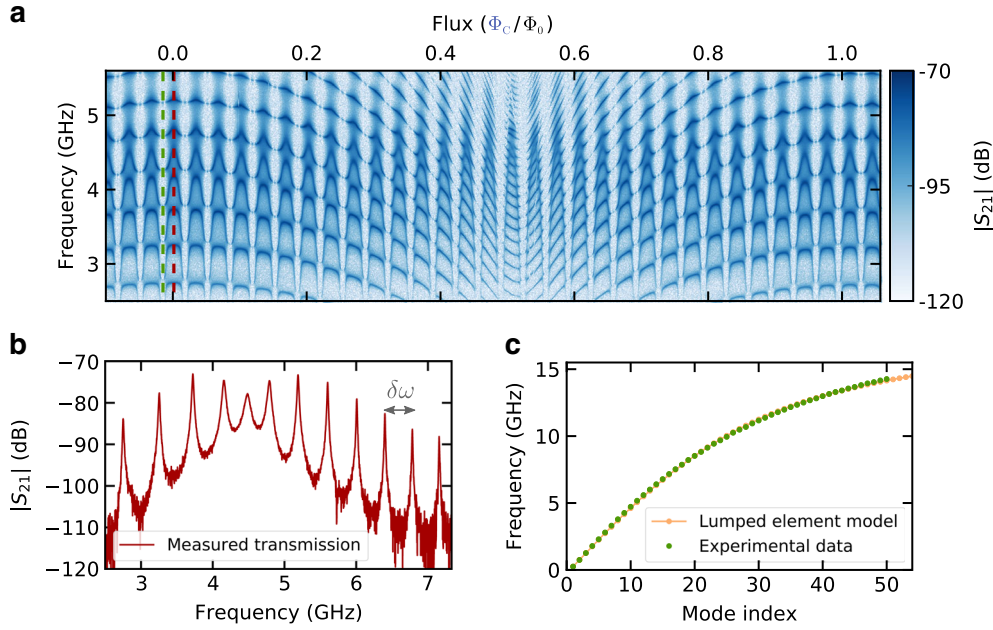 a
Flux (Φ_C/Φ_0)
0.0 0.2 0.4 0.6 0.8 1.0
Frequency (GHz)
5
4
3
-70
-95
-120
|S_21| (dB)
b
|S_21| (dB)
−70
−80
−90
−100
−110
−120
δω
Measured transmission
3 4 5 6 7
Frequency (GHz)
c
Frequency (GHz)
15
10
5
0
Lumped element model
Experimental data
0 10 20 30 40 50
Mode index